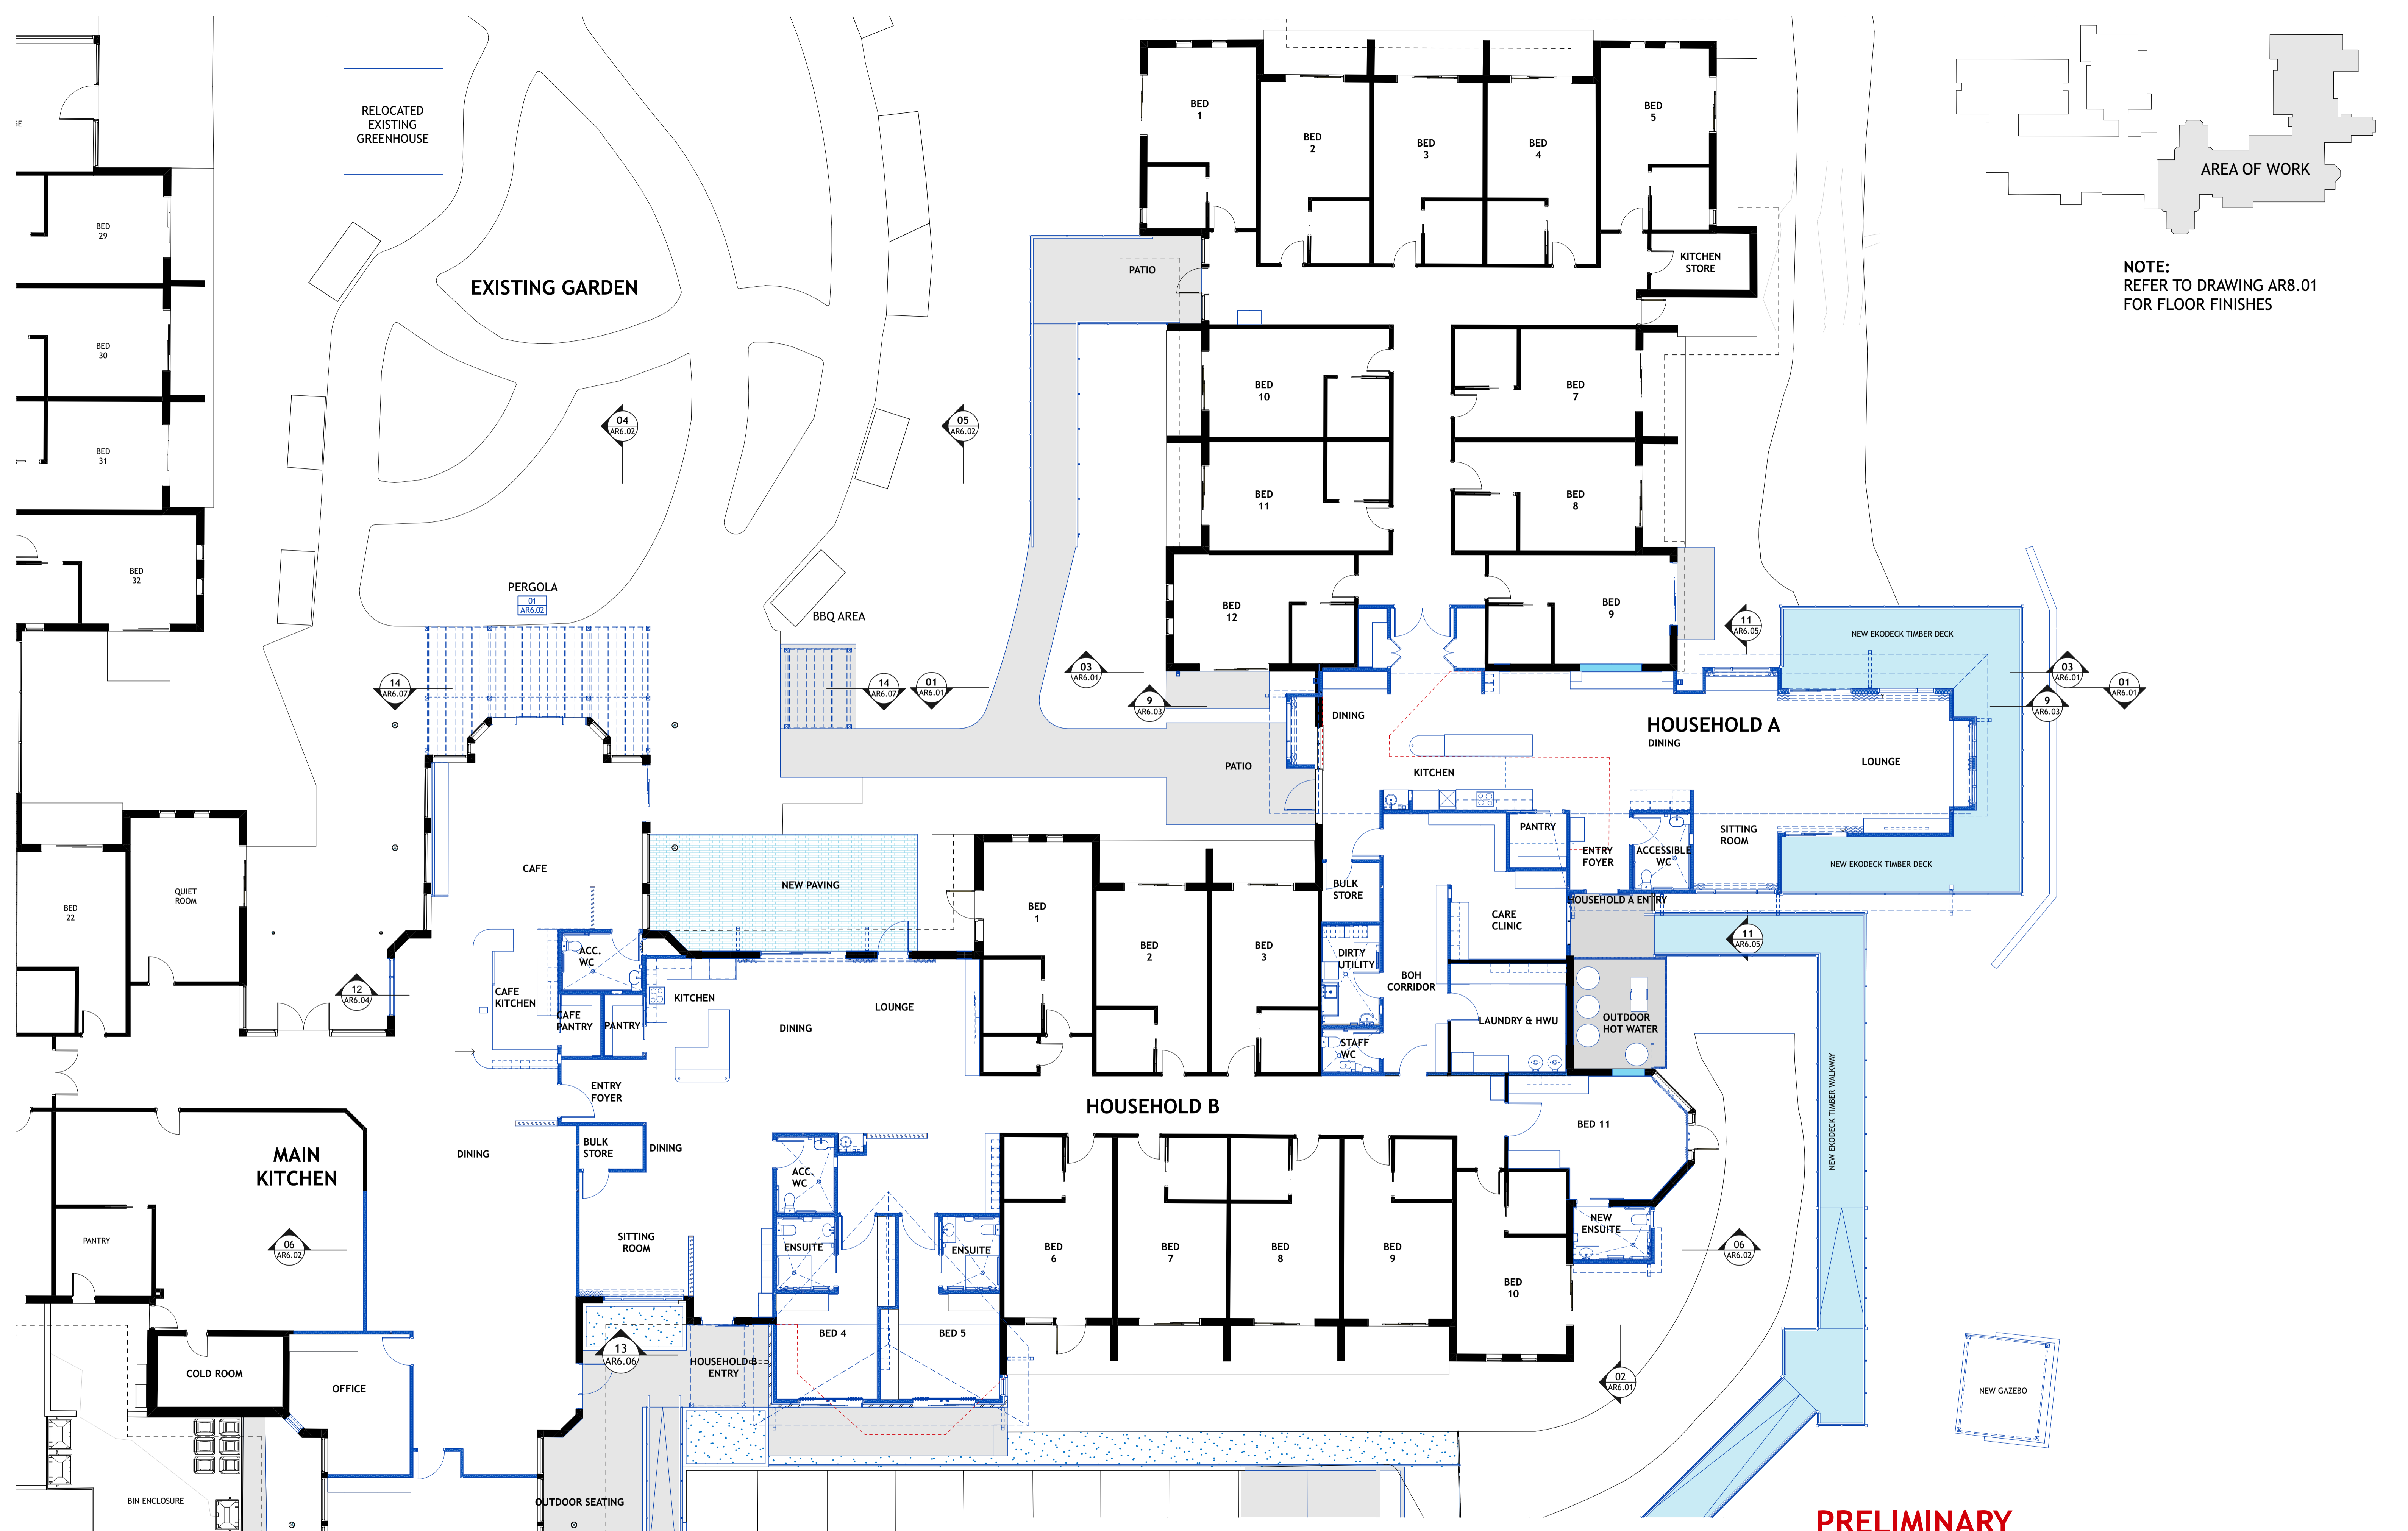 RELOCATED
EXISTING
GREENHOUSE
BED
1
BED
2
BED
3
BED
4
BED
5
KITCHEN
STORE
AREA OF WORK
NOTE:
REFER TO DRAWING AR8.01
FOR FLOOR FINISHES
BED
29
BED
30
BED
31
BED
32
EXISTING GARDEN
PATIO
04
AR6.02
05
AR6.02
BED
10
BED
7
BED
11
BED
8
BED
12
BED
9
PERGOLA
01
AR6.02
BBQ AREA
11
AR6.05
NEW EKODECK TIMBER DECK
14
AR6.07
14
AR6.07
01
AR6.01
03
AR6.01
9
AR6.03
03
AR6.01
01
AR6.01
9
AR6.03
DINING
HOUSEHOLD A
DINING
LOUNGE
KITCHEN
PATIO
PANTRY
ENTRY
FOYER
ACCESSIBLE
WC
SITTING
ROOM
NEW EKODECK TIMBER DECK
HOUSEHOLD A ENTRY
CAFE
NEW PAVING
QUIET
ROOM
BED
22
BED
1
BED
2
BED
3
BULK
STORE
CARE
CLINIC
DIRTY
UTILITY
BOH
CORRIDOR
11
AR6.05
12
AR6.04
ACC.
WC
CAFE
KITCHEN
CAFE
PANTRY
PANTRY
KITCHEN
DINING
LOUNGE
STAFF
WC
LAUNDRY & HWU
OUTDOOR
HOT WATER
NEW EKODECK TIMBER WALKWAY
ENTRY
FOYER
HOUSEHOLD B
BED 11
MAIN
KITCHEN
DINING
BULK
STORE
DINING
ACC.
WC
PANTRY
06
AR6.02
SITTING
ROOM
ENSUITE
ENSUITE
BED
6
BED
7
BED
8
BED
9
BED
10
NEW
ENSUITE
06
AR6.02
COLD ROOM
OFFICE
13
AR6.06
HOUSEHOLD B
ENTRY
BED 4
BED 5
02
AR6.01
NEW GAZEBO
BIN ENCLOSURE
OUTDOOR SEATING
PRELIMINARY